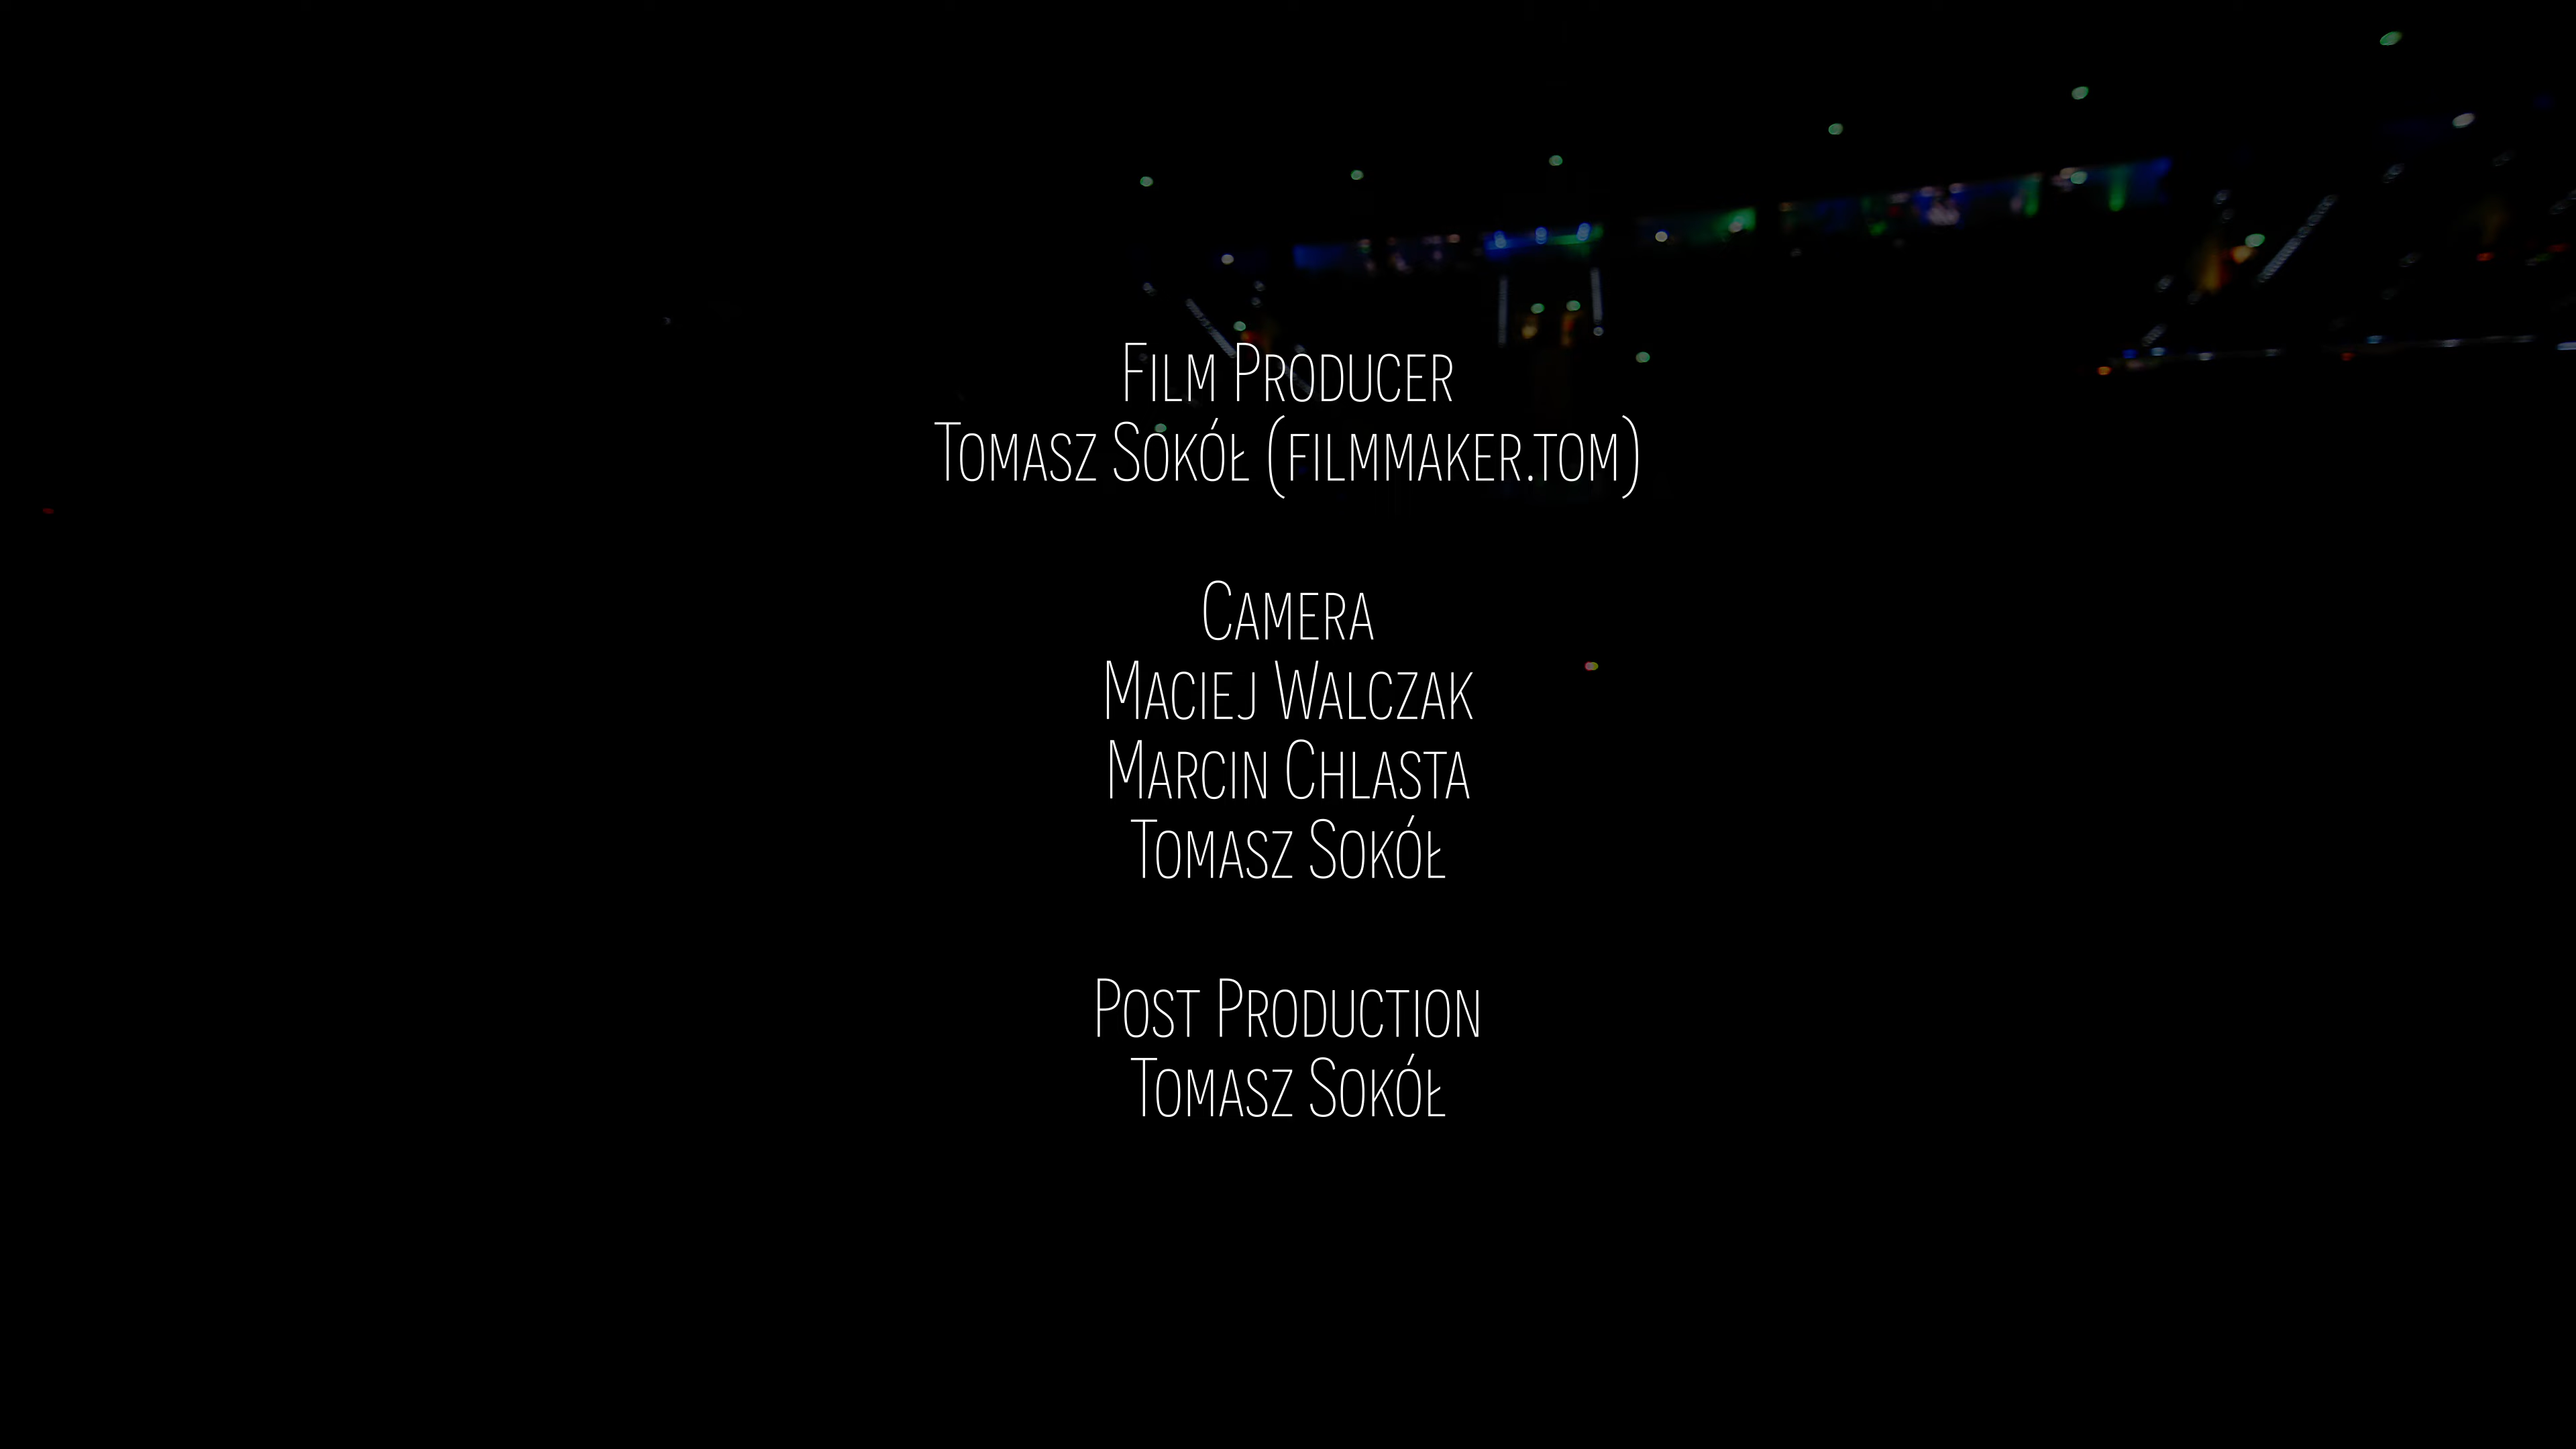 Film Producer
Tomasz Sokół (filmmaker.tom)
Camera
Maciej Walczak
Marcin Chlasta
Tomasz Sokół
Post Production
Tomasz Sokół